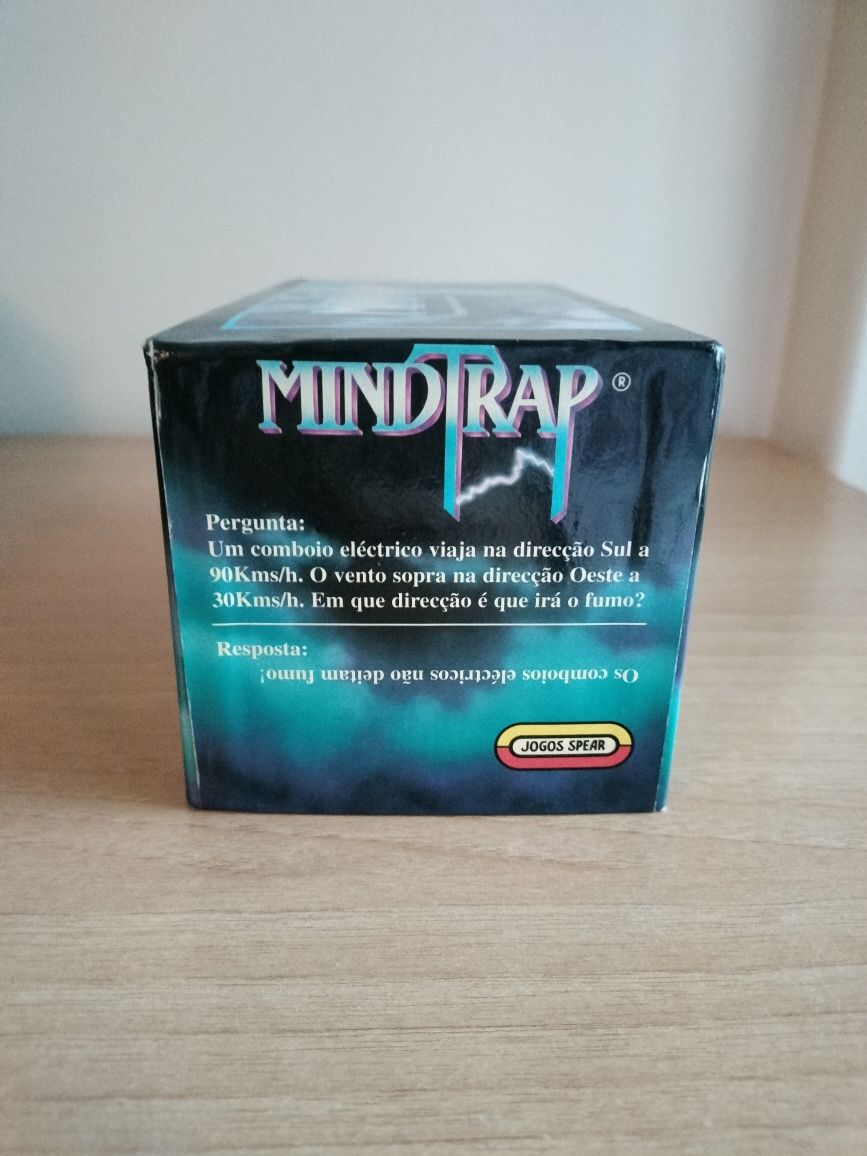 MINDTRAP®
Pergunta:
Um comboio eléctrico viaja na direcção Sul a
90Kms/h. O vento sopra na direcção Oeste a
30Kms/h. Em que direcção é que irá o fumo?
Resposta:
Os comboios eléctricos não deitam fumo!
JOGOS SPEAR